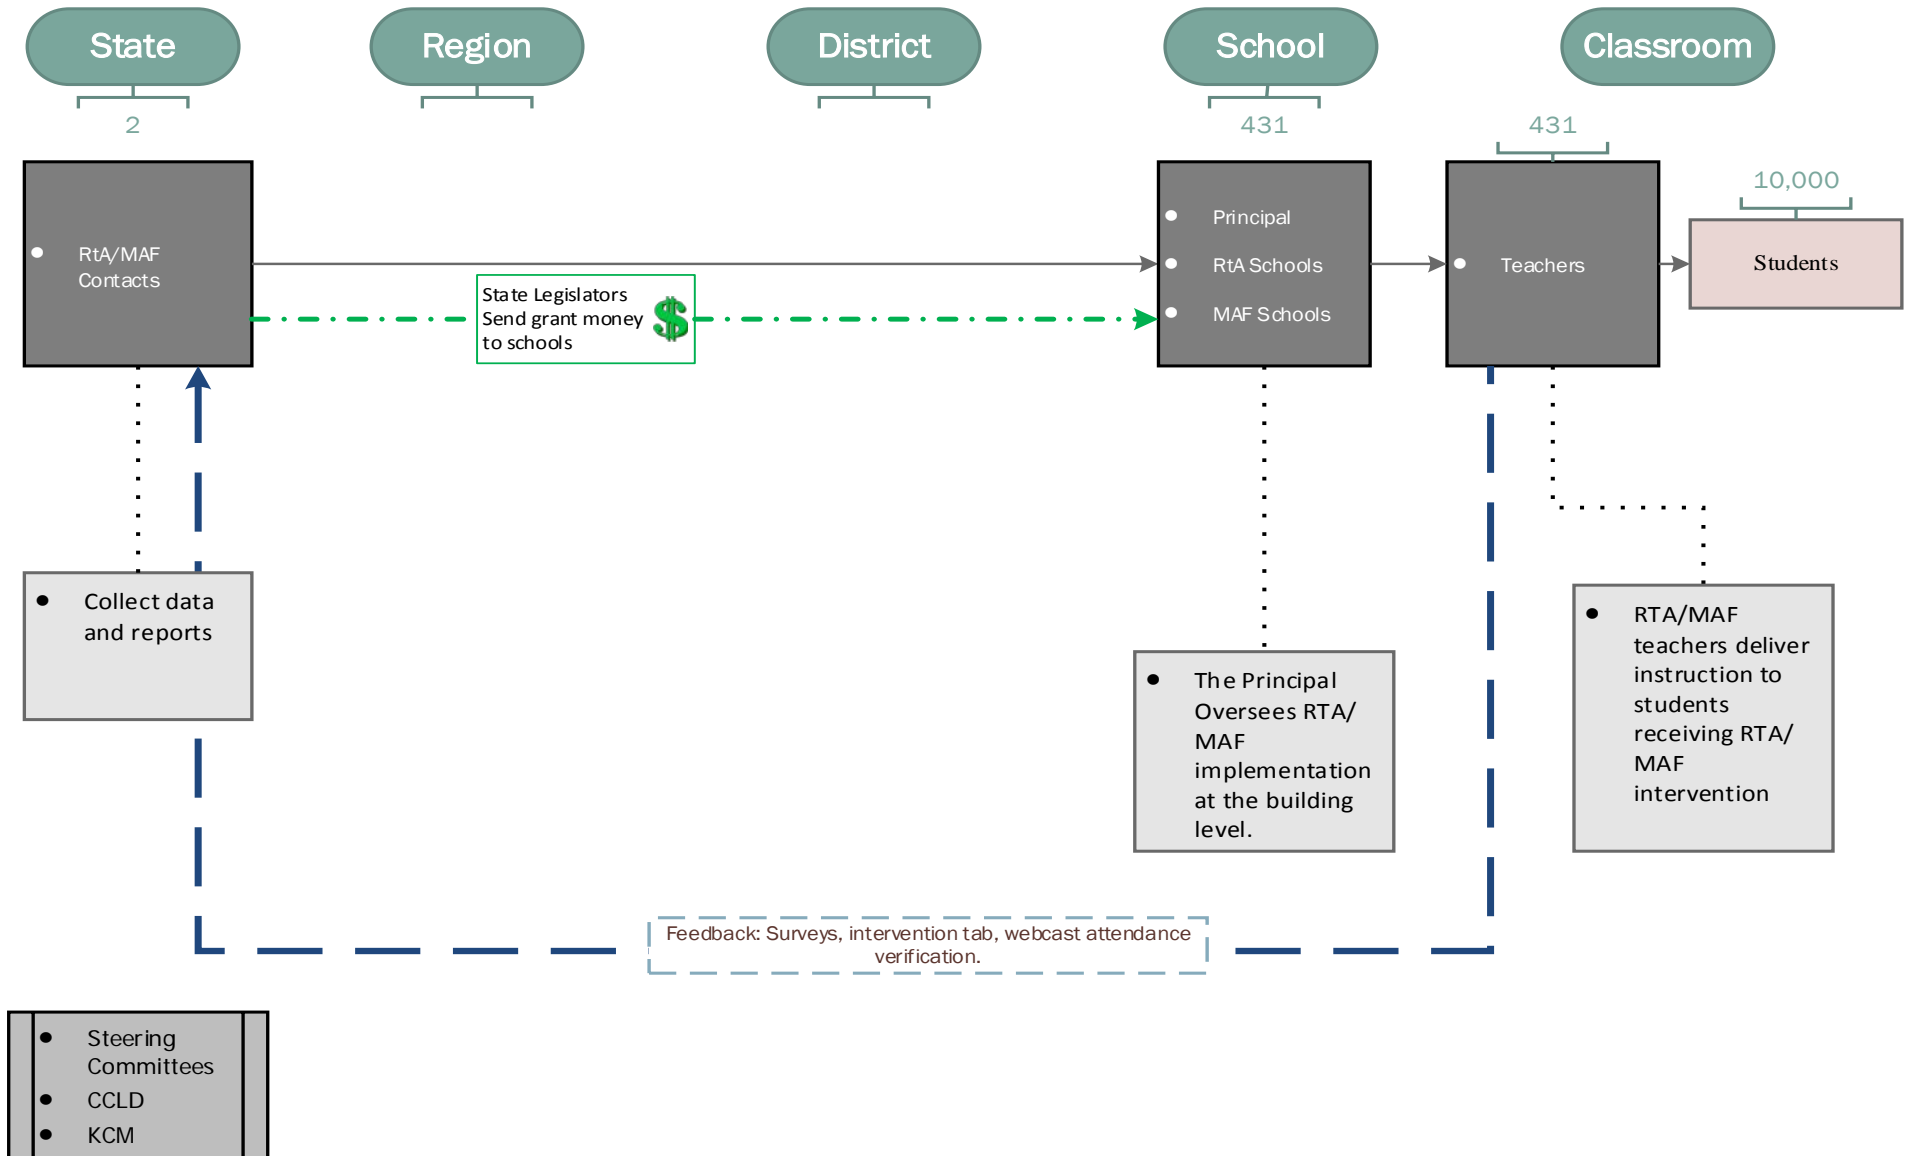 State
Region
District
School
Classroom
2
431
431
10,000
RtA/MAF
Contacts
State Legislators
Send grant money
to schools
$
Principal
RtA Schools
MAF Schools
Teachers
Students
Collect data
and reports
The Principal
Oversees RTA/
MAF
implementation
at the building
level.
RTA/MAF
teachers deliver
instruction to
students
receiving RTA/
MAF
intervention
Feedback: Surveys, intervention tab, webcast attendance
verification.
Steering
Committees
CCLD
KCM